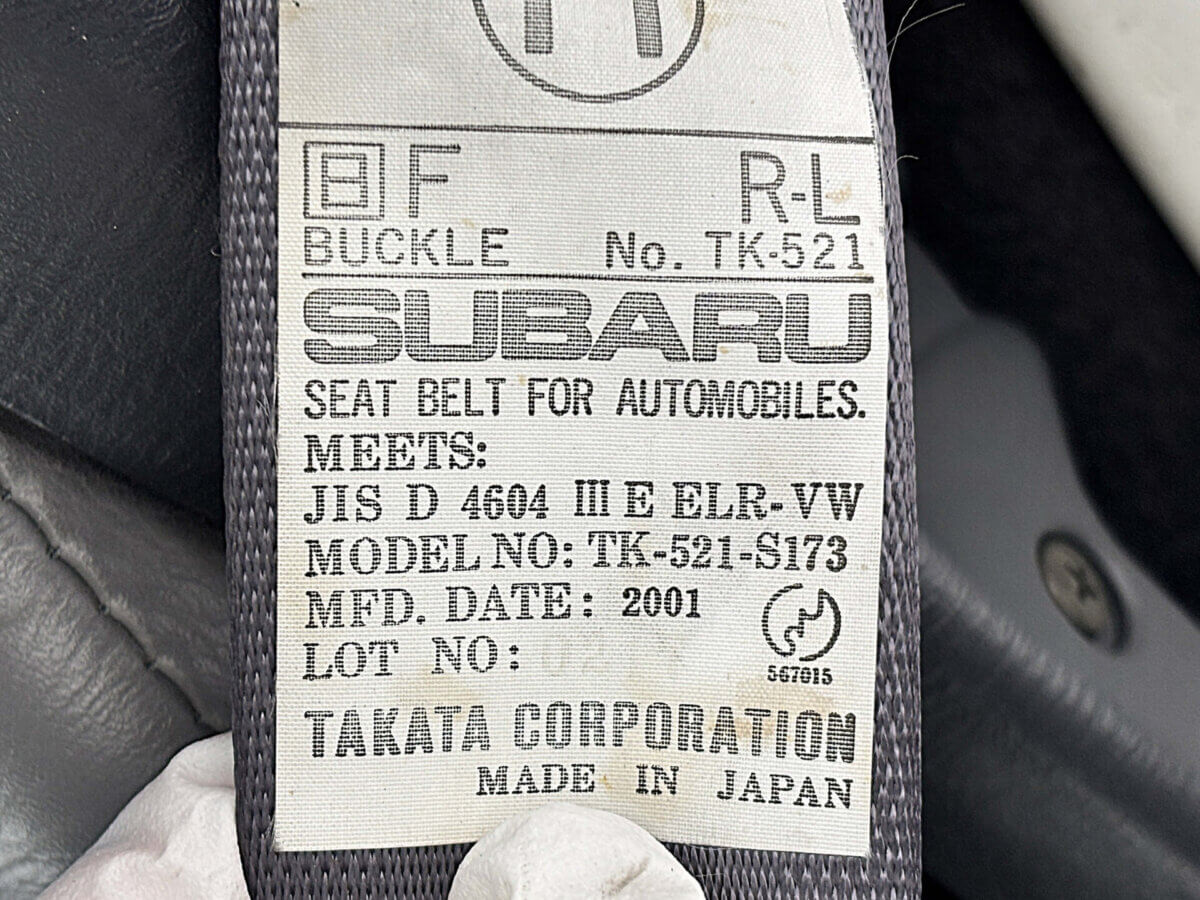 日 F R-L
BUCKLE No. TK-521
SUBARU
SEAT BELT FOR AUTOMOBILES.
MEETS:
JIS D 4604 III E ELR-VW
MODEL NO: TK-521-S173
MFD. DATE: 2001
LOT NO:
567015
TAKATA CORPORATION
MADE IN JAPAN